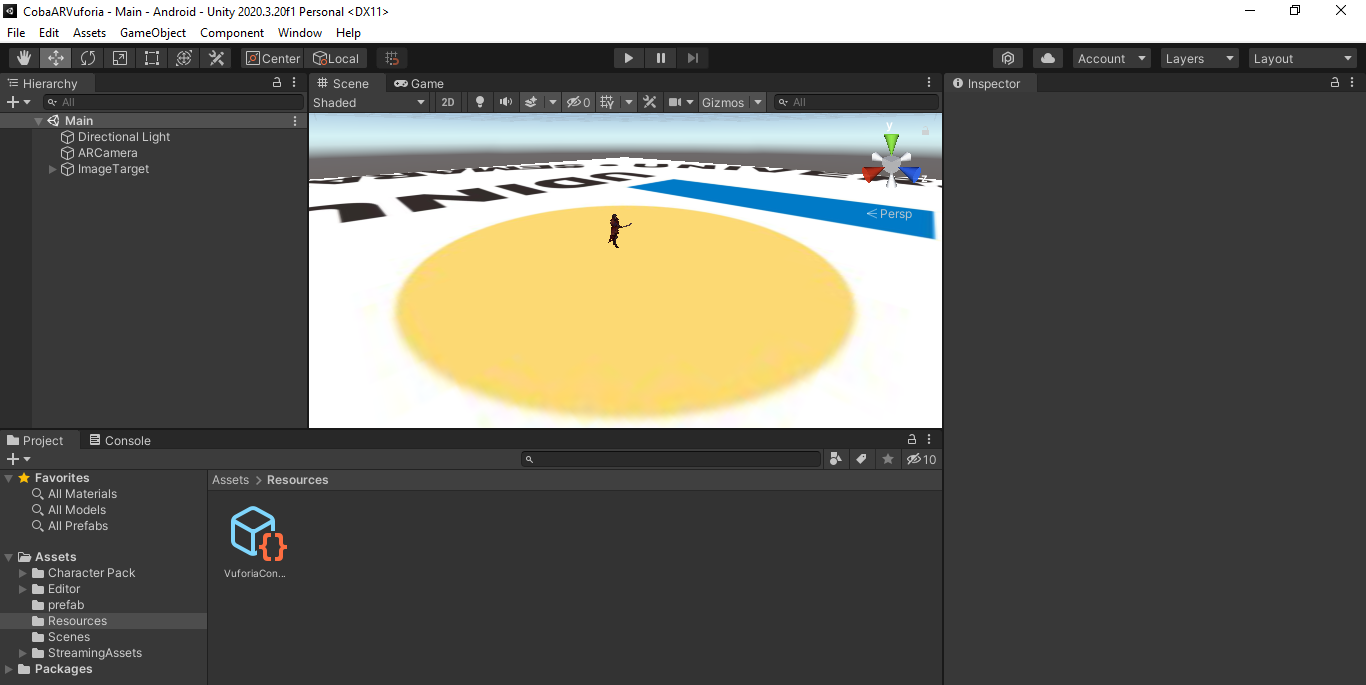 CobaARVuforia - Main - Android - Unity 2020.3.20f1 Personal <DX11>
File Edit Assets GameObject Component Window Help
Center Local Account Layers Layout
Hierarchy
All
Main
Directional Light
ARCamera
ImageTarget
Scene Game
Shaded 2D 0 Gizmos All
y
z
Persp
UDINU
Inspector
Project Console
10
Favorites
All Materials
All Models
All Prefabs
Assets
Character Pack
Editor
prefab
Resources
Scenes
StreamingAssets
Packages
Assets > Resources
VuforiaCon...